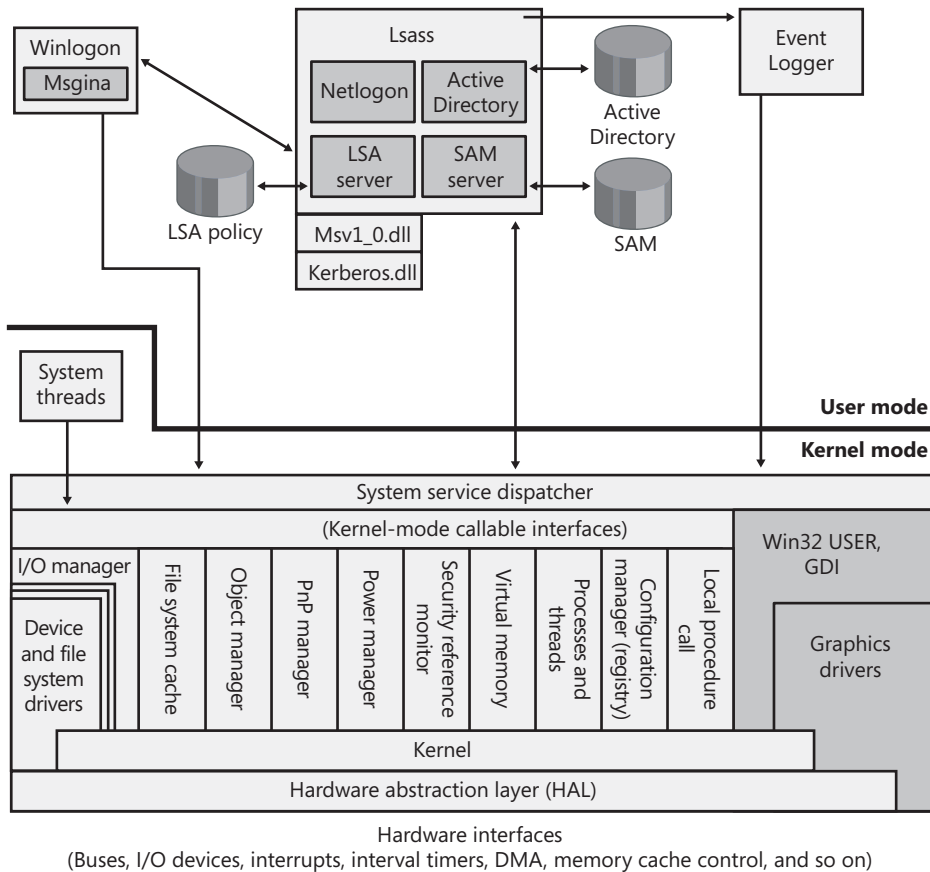 Winlogon
Msgina
Lsass
Netlogon
Active
Directory
LSA
server
SAM
server
Msv1_0.dll
Kerberos.dll
LSA policy
Active
Directory
SAM
Event
Logger
System
threads
User mode
Kernel mode
System service dispatcher
(Kernel-mode callable interfaces)
I/O manager
Device
and file
system
drivers
File system cache
Object manager
PnP manager
Power manager
Security reference
monitor
Virtual memory
Processes and
threads
Configuration
manager (registry)
Local procedure
call
Win32 USER,
GDI
Graphics
drivers
Kernel
Hardware abstraction layer (HAL)
Hardware interfaces
(Buses, I/O devices, interrupts, interval timers, DMA, memory cache control, and so on)